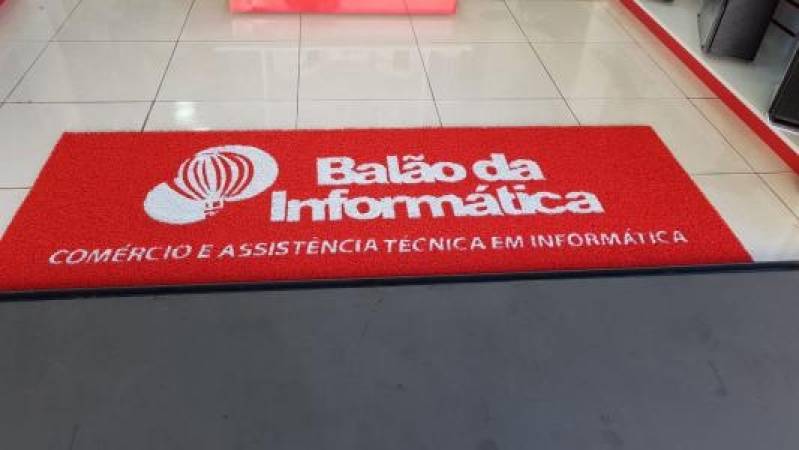 Balão da
Informática
COMÉRCIO E ASSISTÊNCIA TÉCNICA EM INFORMÁTICA